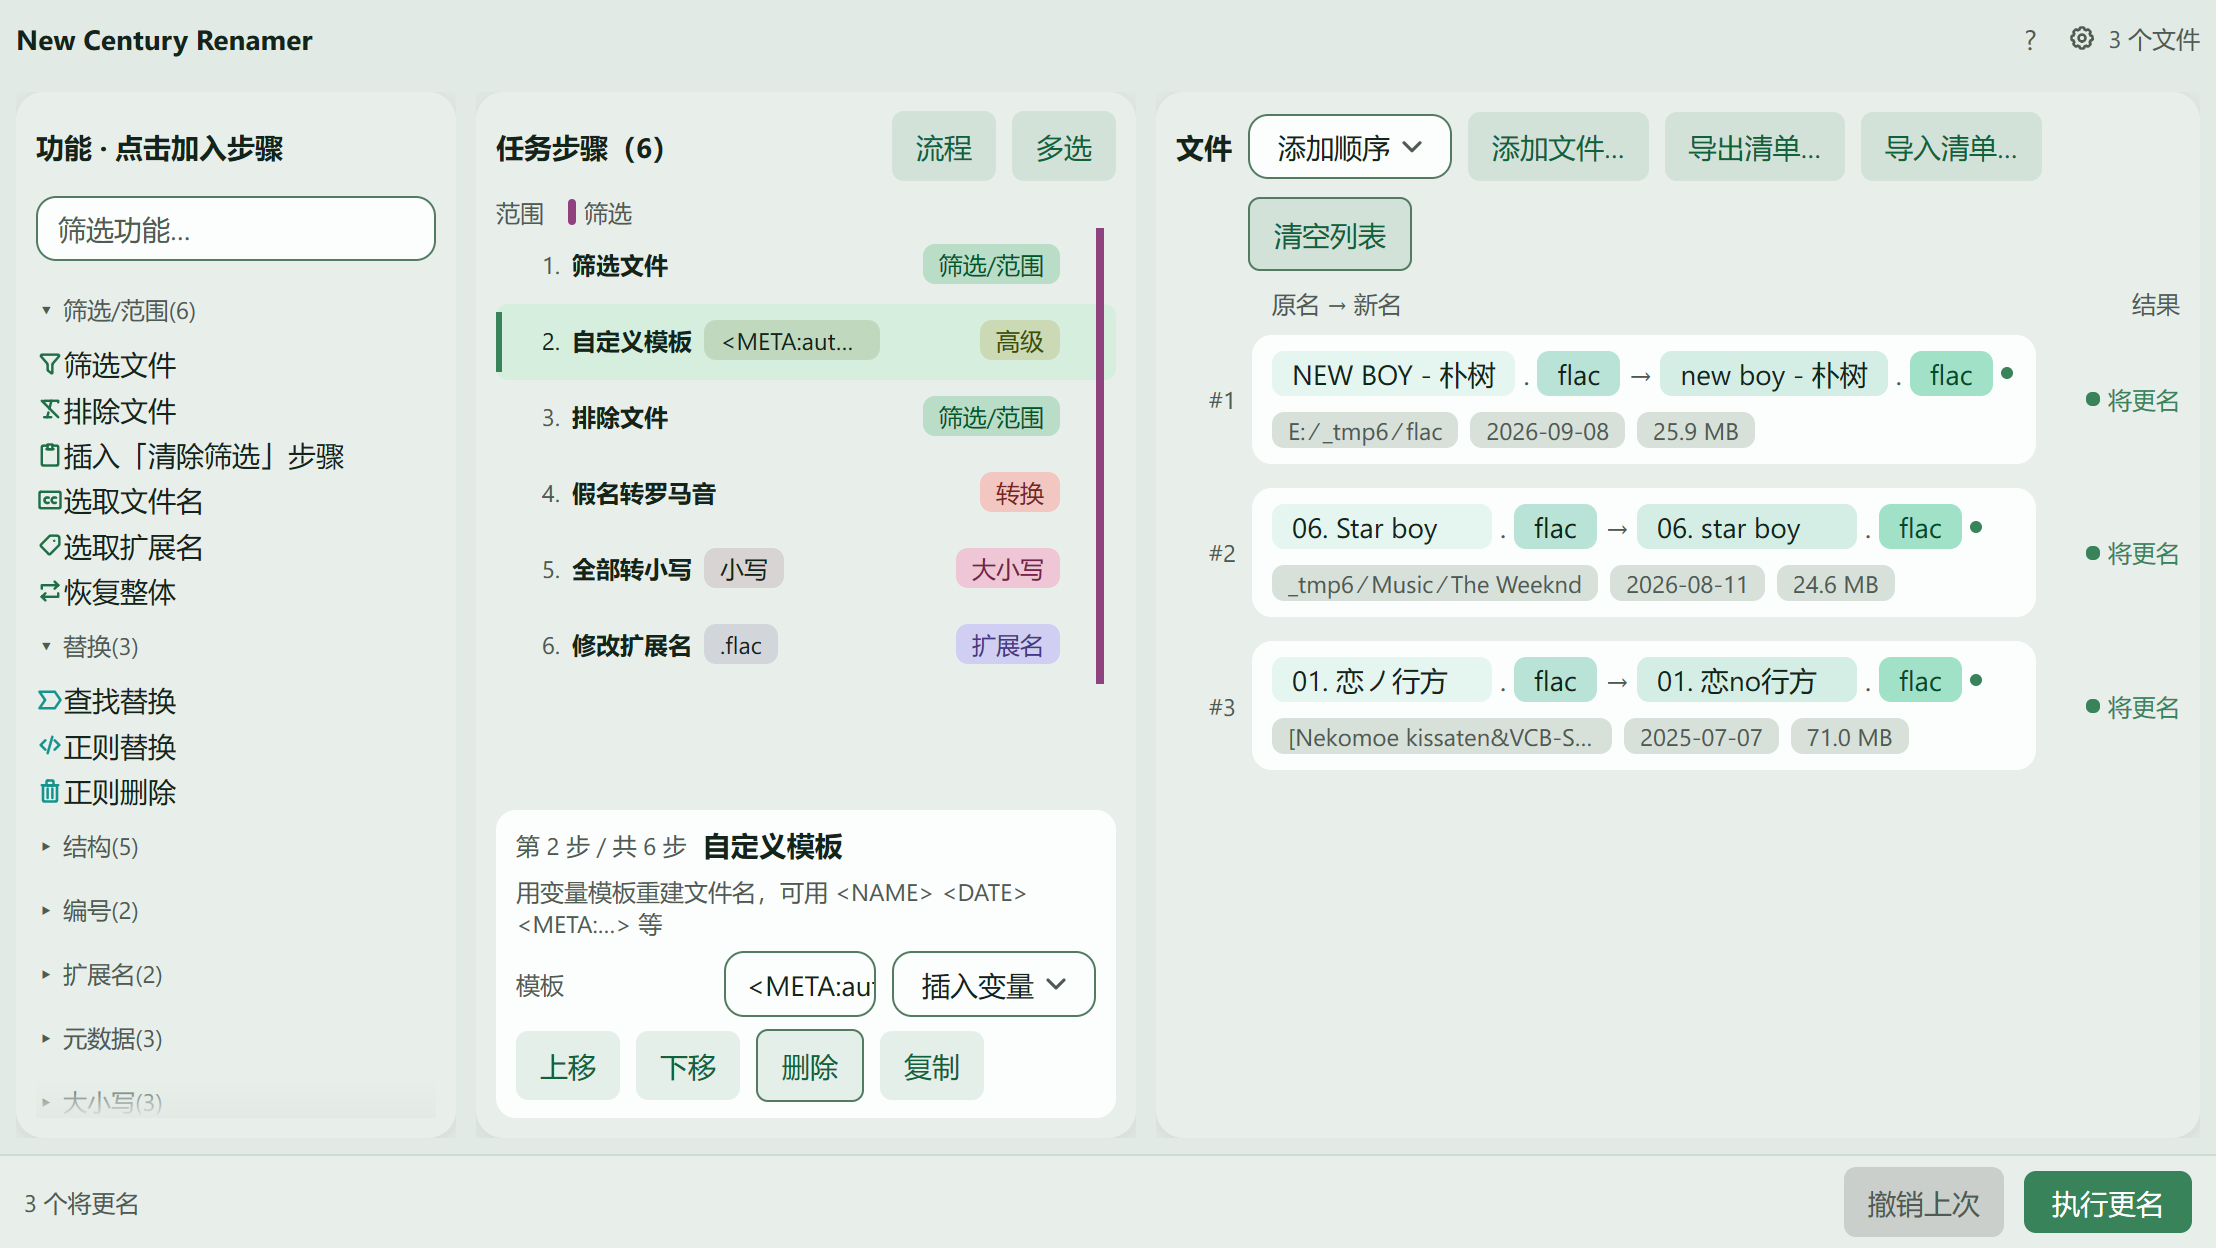 New Century Renamer
? 3 个文件
功能 · 点击加入步骤
筛选功能...
筛选/范围(6)
筛选文件
排除文件
插入「清除筛选」步骤
选取文件名
选取扩展名
恢复整体
替换(3)
查找替换
正则替换
正则删除
结构(5)
编号(2)
扩展名(2)
元数据(3)
大小写(3)
任务步骤（6） 流程 多选
范围 筛选
1. 筛选文件 筛选/范围
2. 自定义模板 <META:aut... 高级
3. 排除文件 筛选/范围
4. 假名转罗马音 转换
5. 全部转小写 小写 大小写
6. 修改扩展名 .flac 扩展名
第 2 步 / 共 6 步 自定义模板
用变量模板重建文件名，可用 <NAME> <DATE>
<META:...> 等
模板 <META:au 插入变量
上移 下移 删除 复制
文件 添加顺序 添加文件... 导出清单... 导入清单...
清空列表
原名 → 新名 结果
#1 NEW BOY - 朴树 . flac → new boy - 朴树 . flac 将更名
E:/_tmp6/flac 2026-09-08 25.9 MB
#2 06. Star boy . flac → 06. star boy . flac 将更名
_tmp6/Music/The Weeknd 2026-08-11 24.6 MB
#3 01. 恋ノ行方 . flac → 01. 恋no行方 . flac 将更名
[Nekomoe kissaten&VCB-S... 2025-07-07 71.0 MB
3 个将更名 撤销上次 执行更名